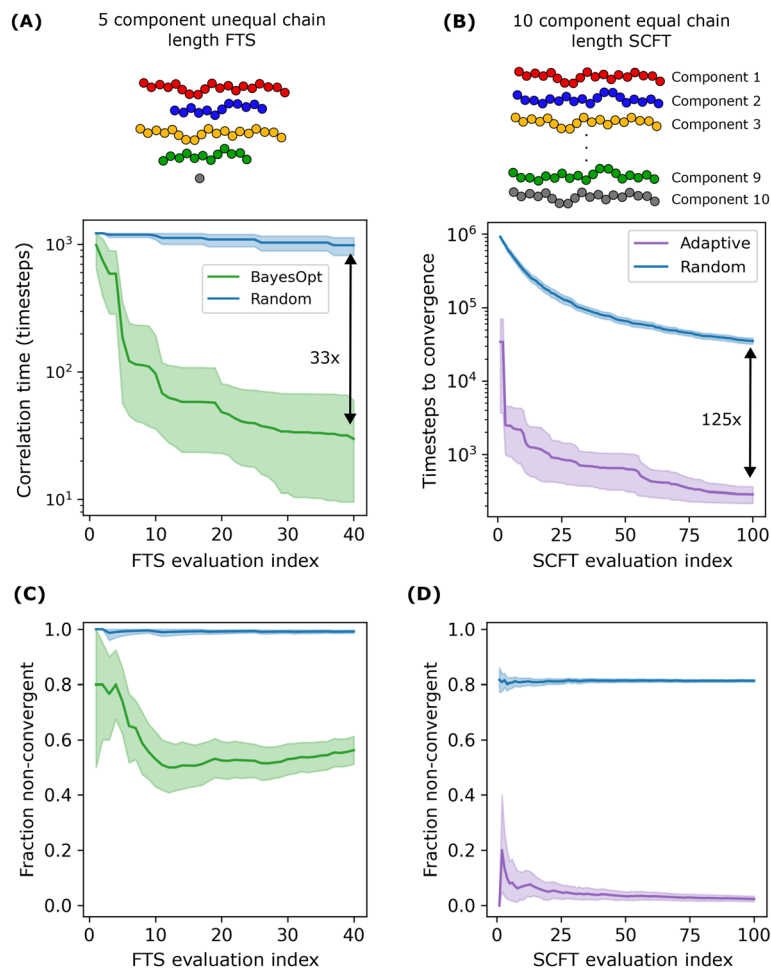 (A)
5 component unequal chain
length FTS
10³
10²
10¹
Correlation time (timesteps)
BayesOpt
Random
33x
0
10
20
30
40
FTS evaluation index
(B)
10 component equal chain
length SCFT
Component 1
Component 2
Component 3
Component 9
Component 10
10⁶
10⁵
10⁴
10³
Timesteps to convergence
Adaptive
Random
125x
0
25
50
75
100
SCFT evaluation index
(C)
1.0
0.8
0.6
0.4
0.2
0.0
Fraction non-convergent
0
10
20
30
40
FTS evaluation index
(D)
1.0
0.8
0.6
0.4
0.2
0.0
Fraction non-convergent
0
25
50
75
100
SCFT evaluation index